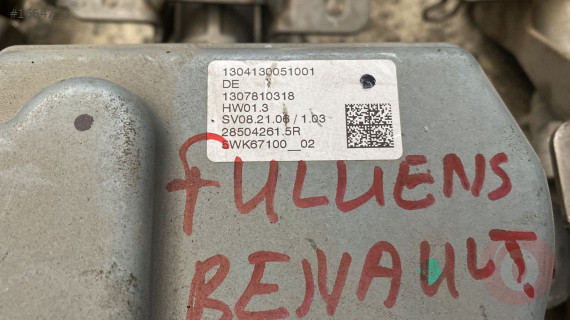 1304130051001
DE
1307810318
HW01.3
SV08.21.06 / 1.03
28504261.5R
SWK67100__02
fULUENS
RENAULT